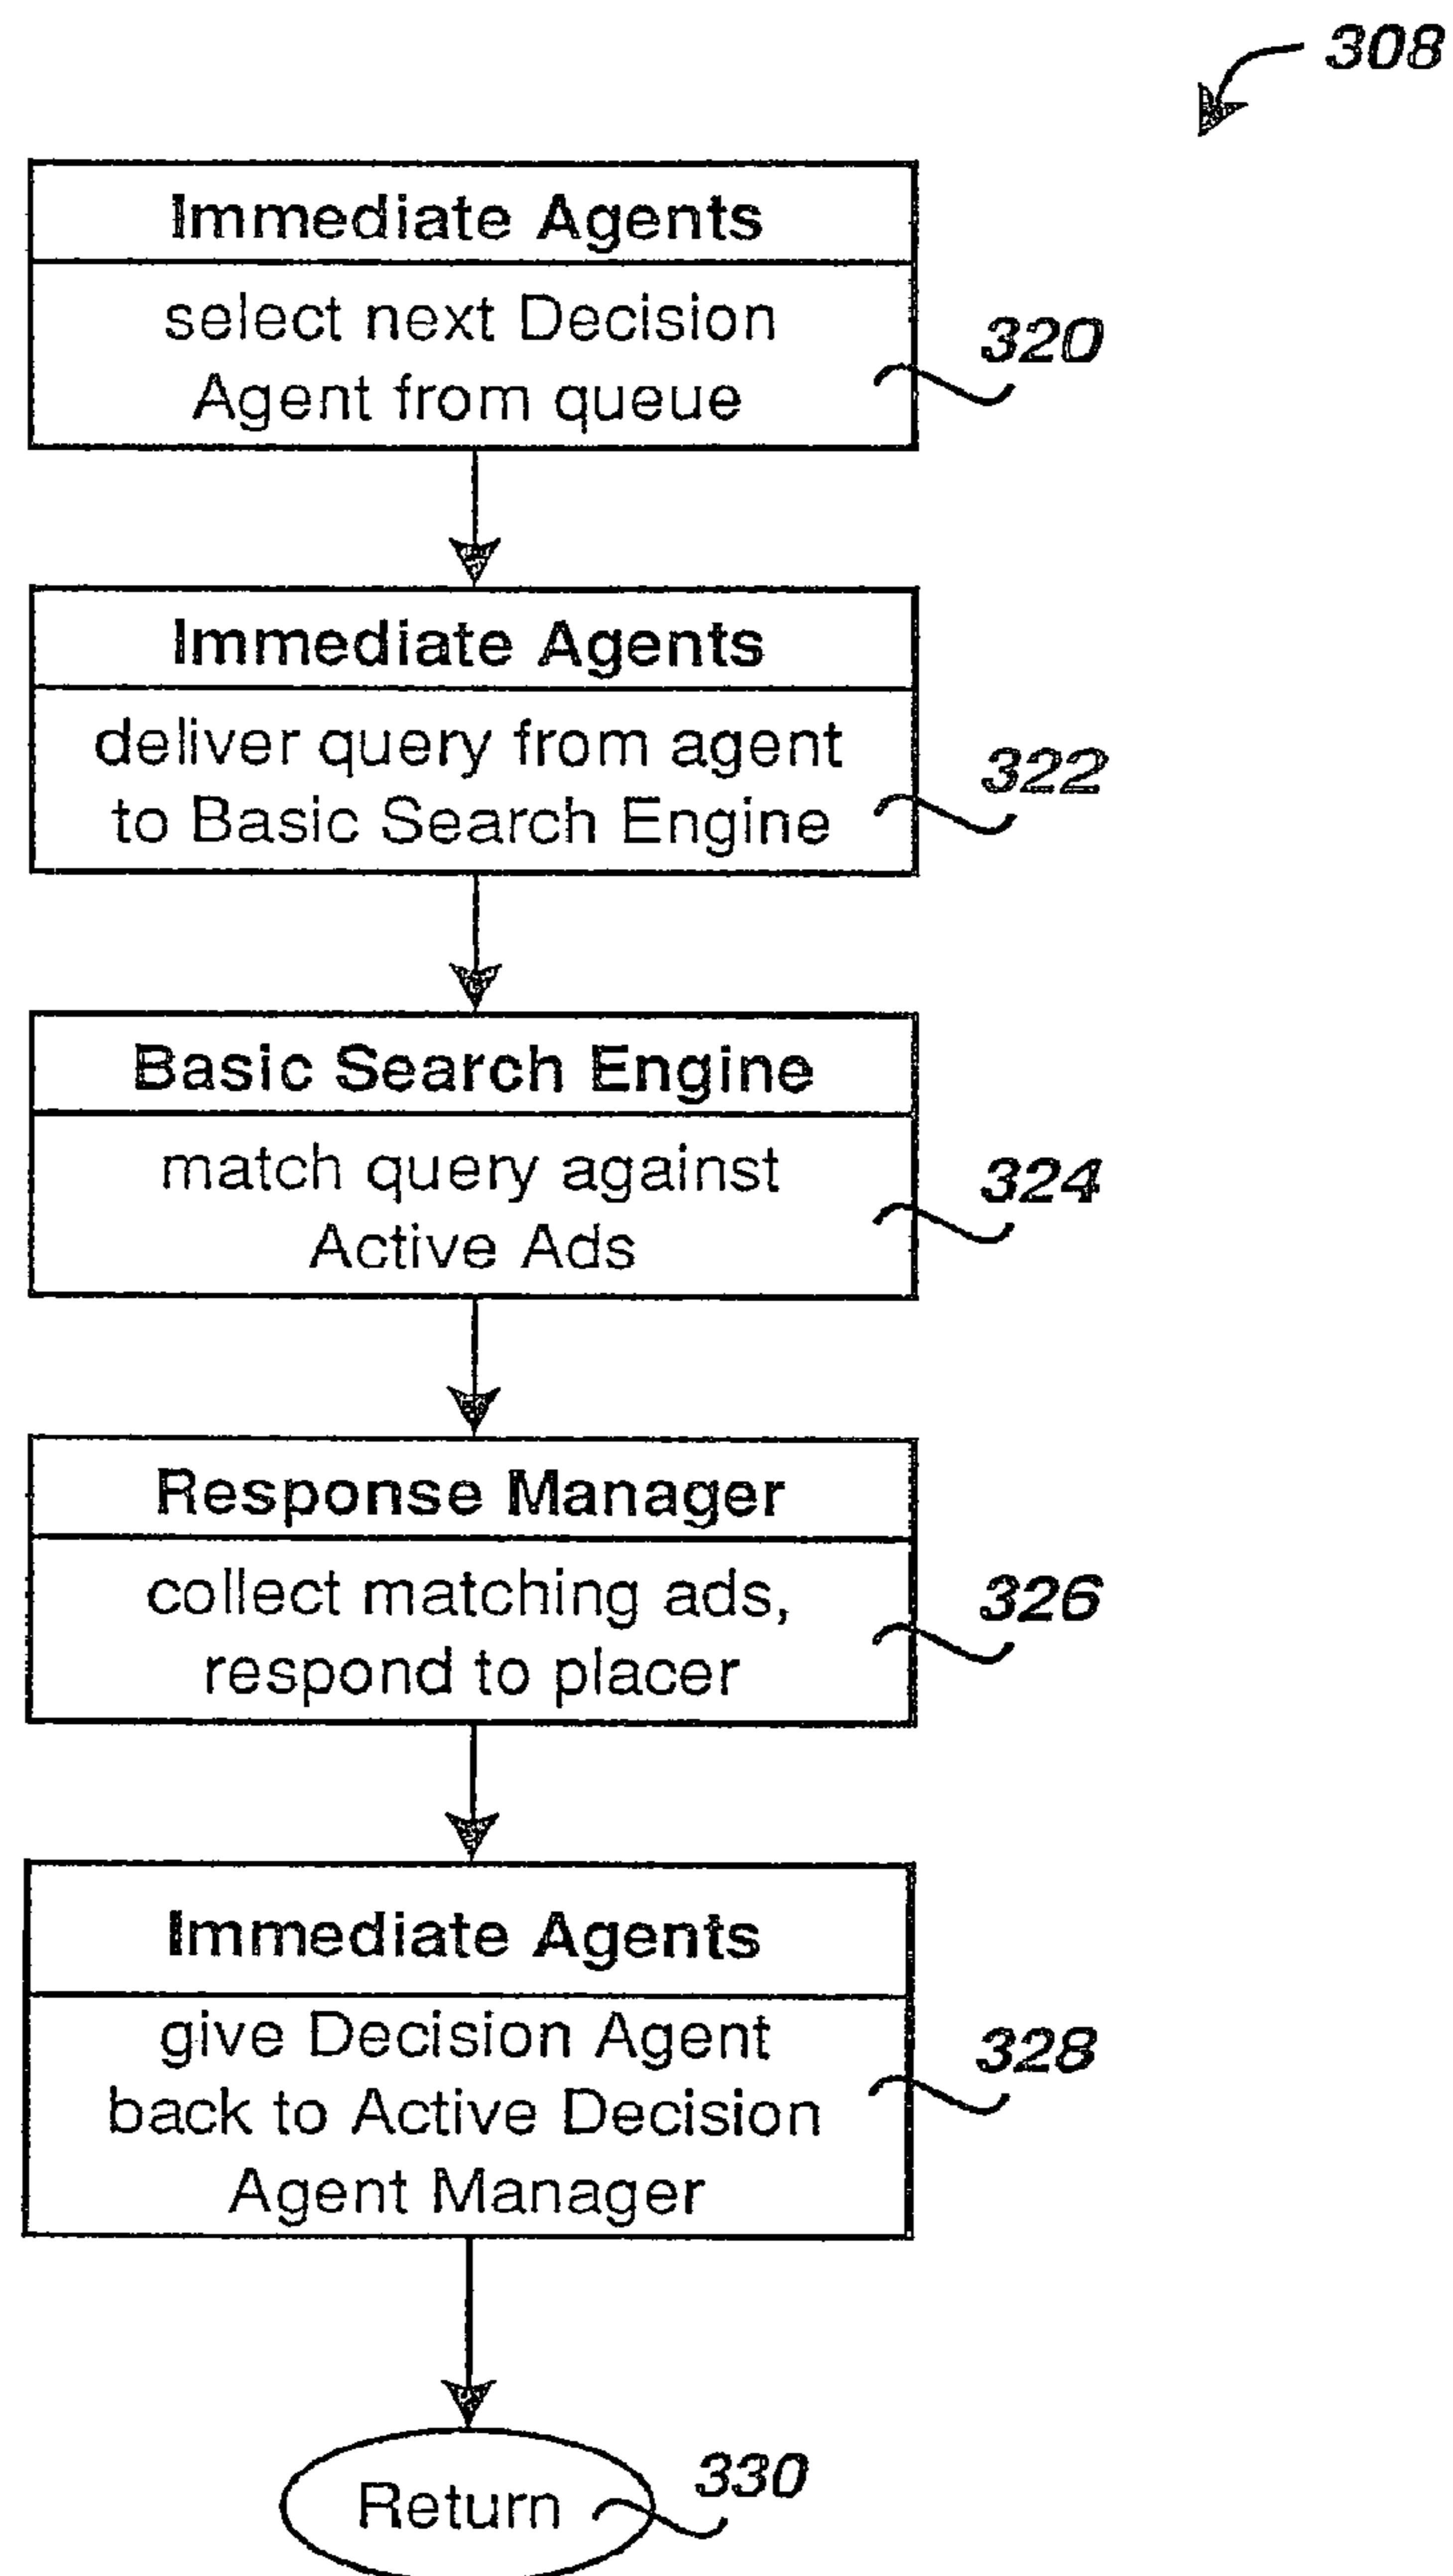 308
Immediate Agents
select next Decision
Agent from queue
320
Immediate Agents
deliver query from agent
to Basic Search Engine
322
Basic Search Engine
match query against
Active Ads
324
Response Manager
collect matching ads,
respond to placer
326
Immediate Agents
give Decision Agent
back to Active Decision
Agent Manager
328
Return
330